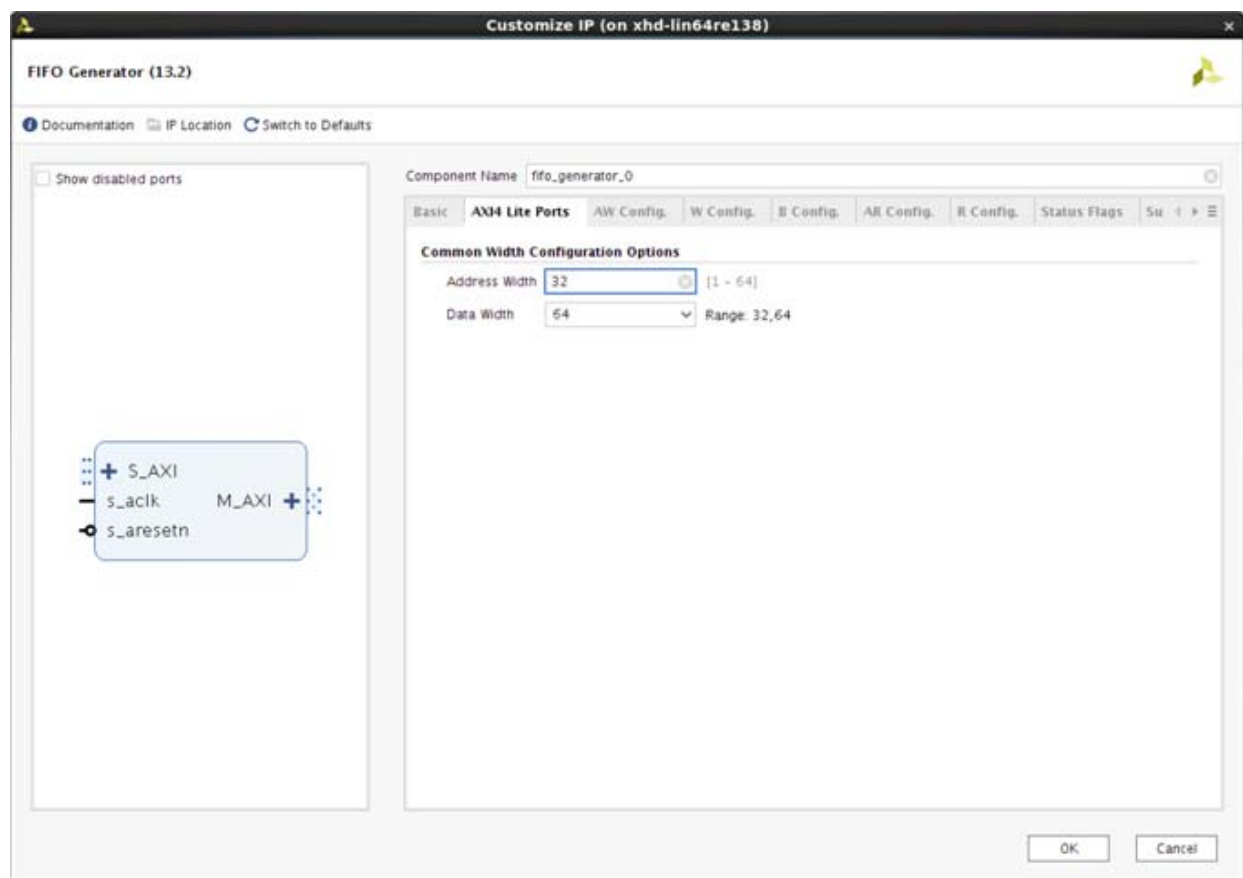 Customize IP (on xhd-lin64re138)
FIFO Generator (13.2)
Documentation IP Location Switch to Defaults
Show disabled ports
Component Name fifo_generator_0
Basic AXI4 Lite Ports AW Config. W Config. B Config. AR Config. R Config. Status Flags Su
Common Width Configuration Options
Address Width 32 [1 - 64]
Data Width 64 Range: 32,64
S_AXI
s_aclk M_AXI
s_aresetn
OK Cancel